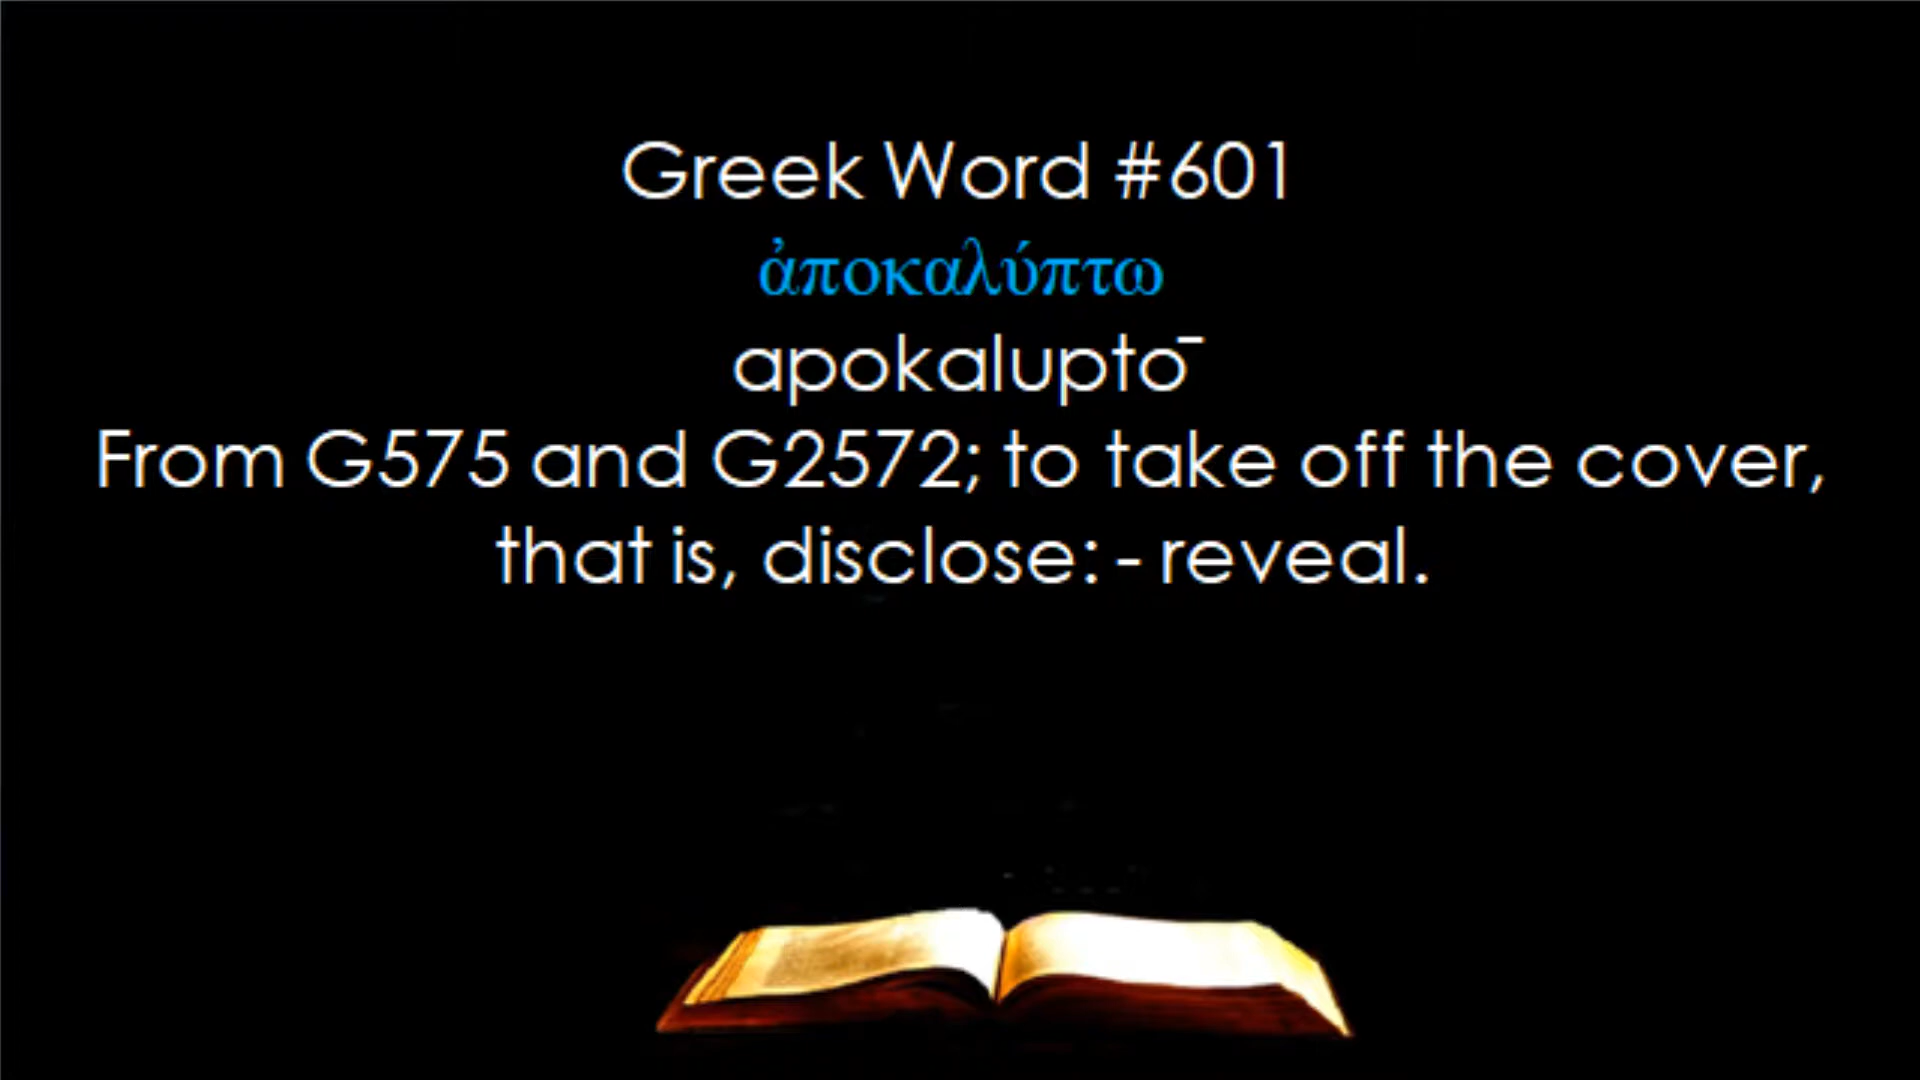 Greek Word #601
ἀποκαλύπτω
apokaluptō
From G575 and G2572; to take off the cover,
that is, disclose: - reveal.